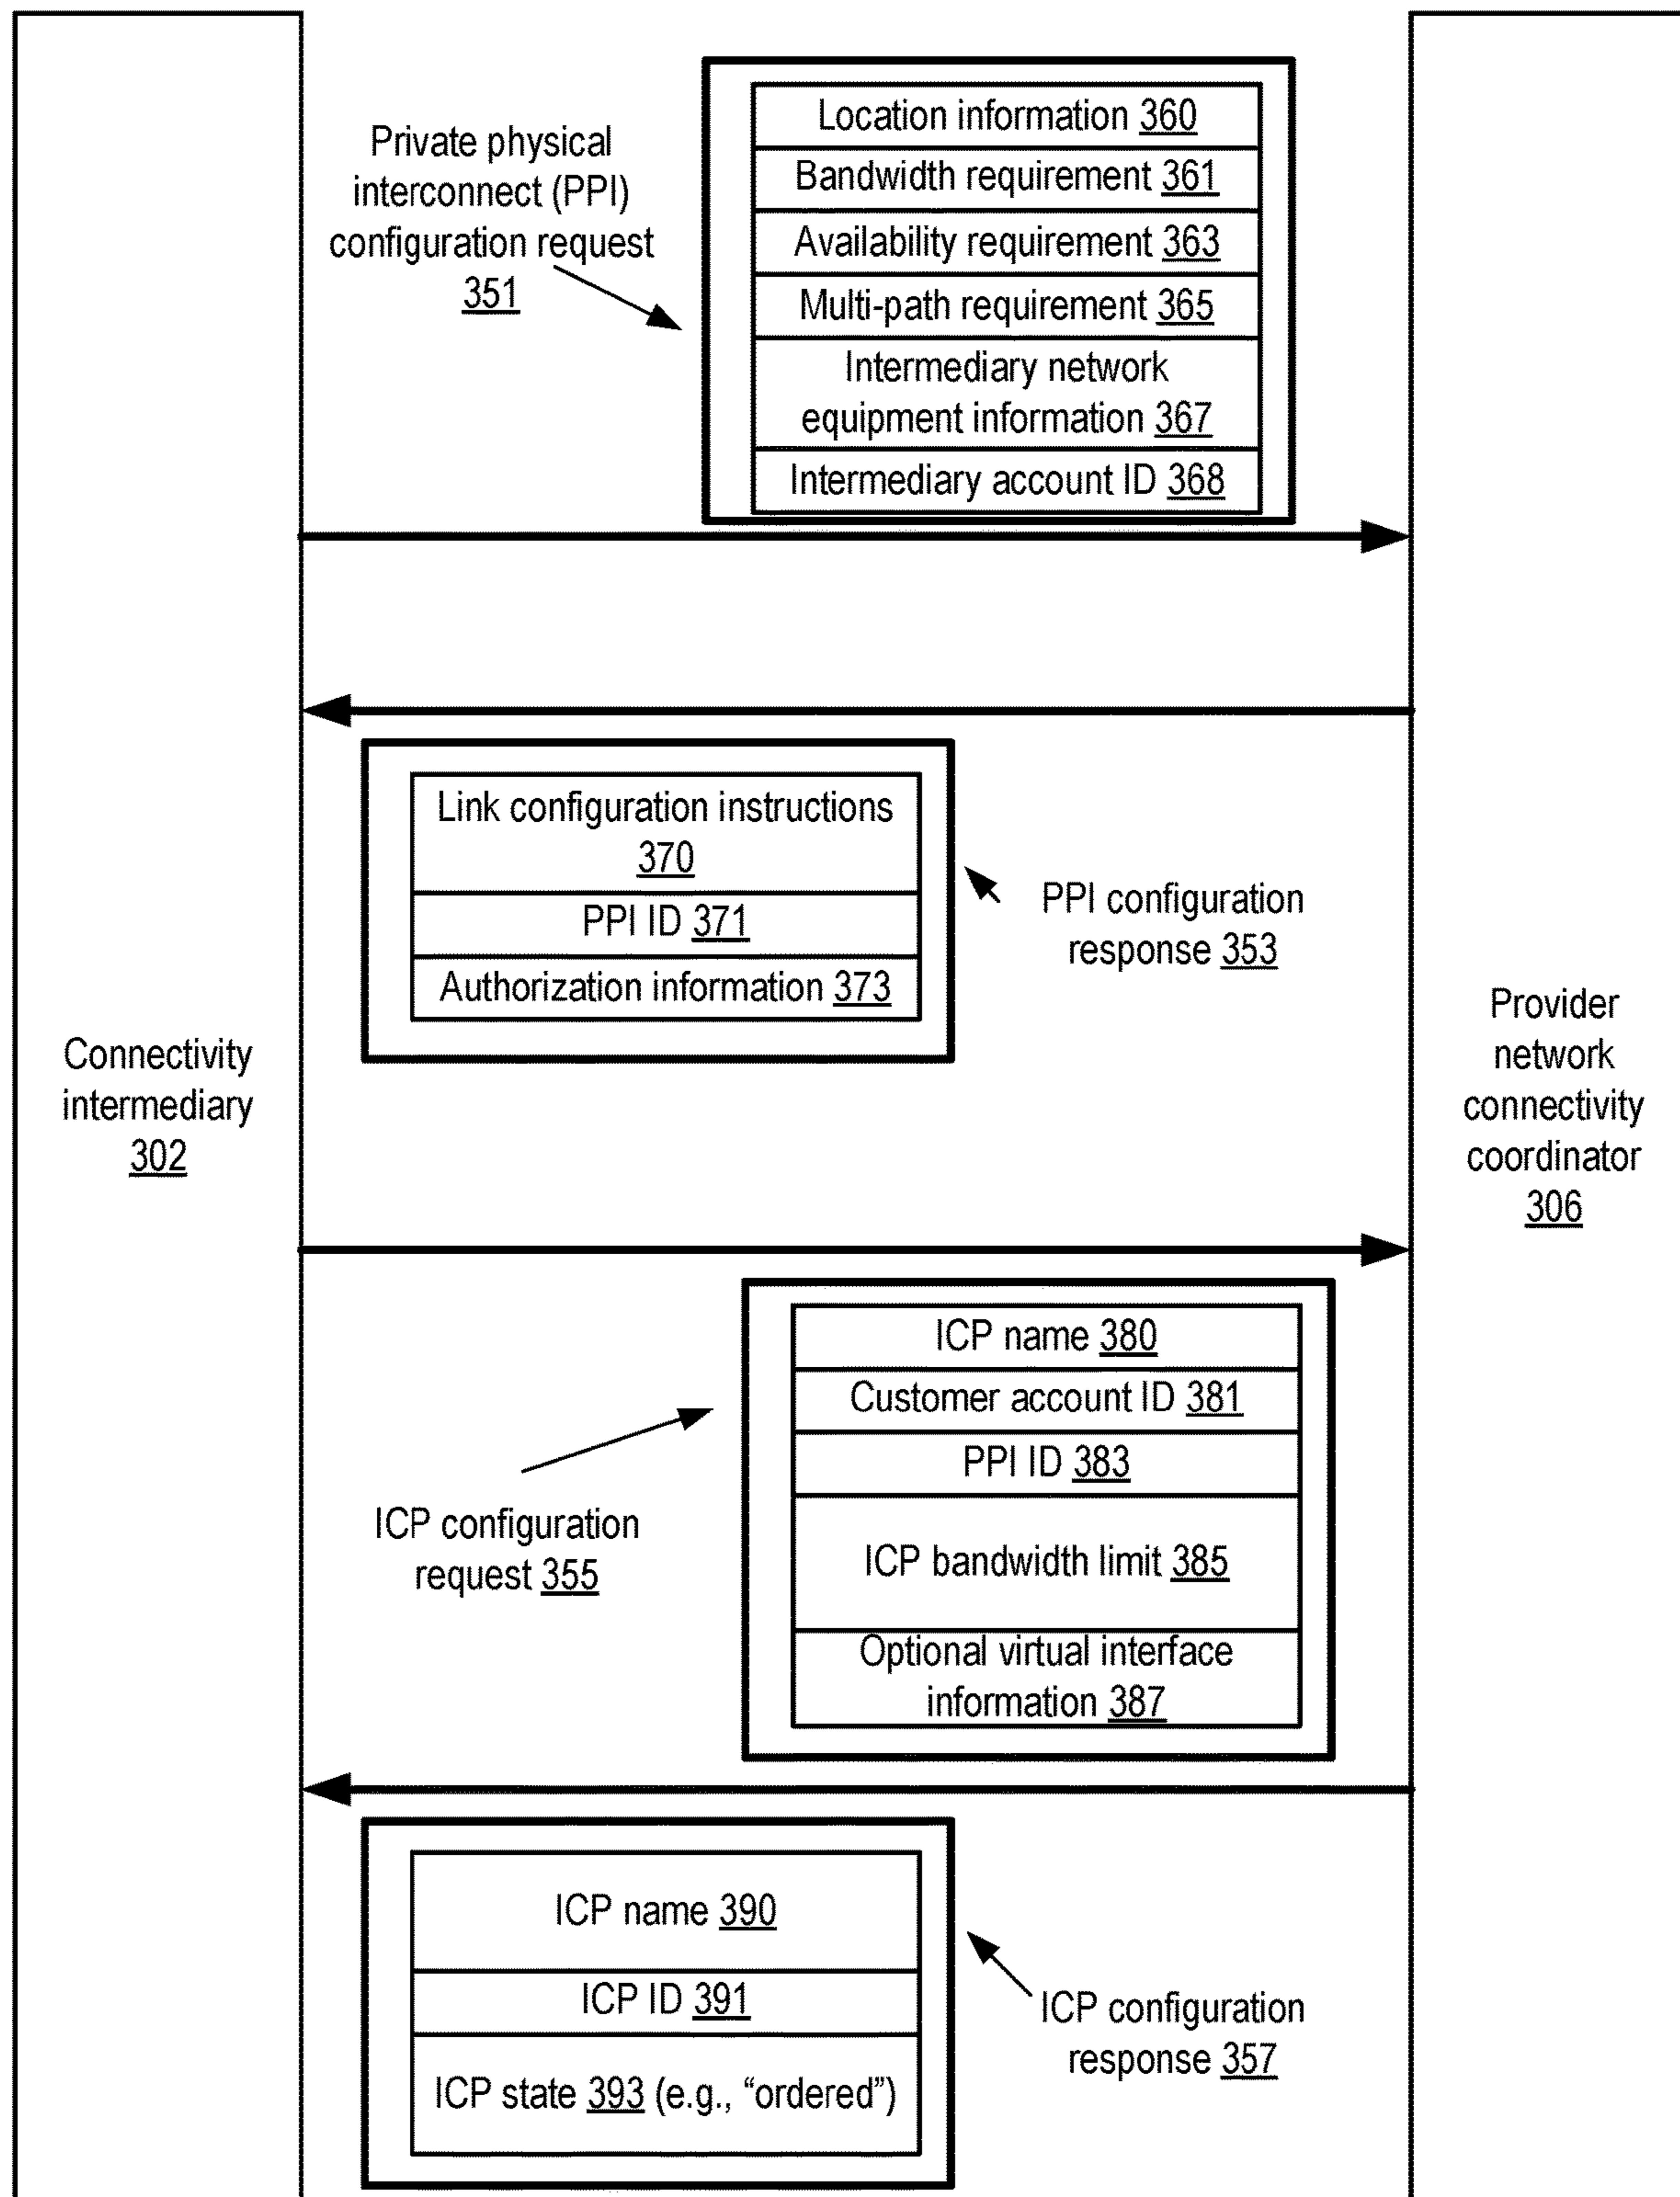 Private physical
interconnect (PPI)
configuration request
351
Location information 360
Bandwidth requirement 361
Availability requirement 363
Multi-path requirement 365
Intermediary network
equipment information 367
Intermediary account ID 368
Link configuration instructions
370
PPI ID 371
Authorization information 373
PPI configuration
response 353
Connectivity
intermediary
302
Provider
network
connectivity
coordinator
306
ICP name 380
Customer account ID 381
PPI ID 383
ICP bandwidth limit 385
Optional virtual interface
information 387
ICP configuration
request 355
ICP name 390
ICP ID 391
ICP state 393 (e.g., “ordered”)
ICP configuration
response 357